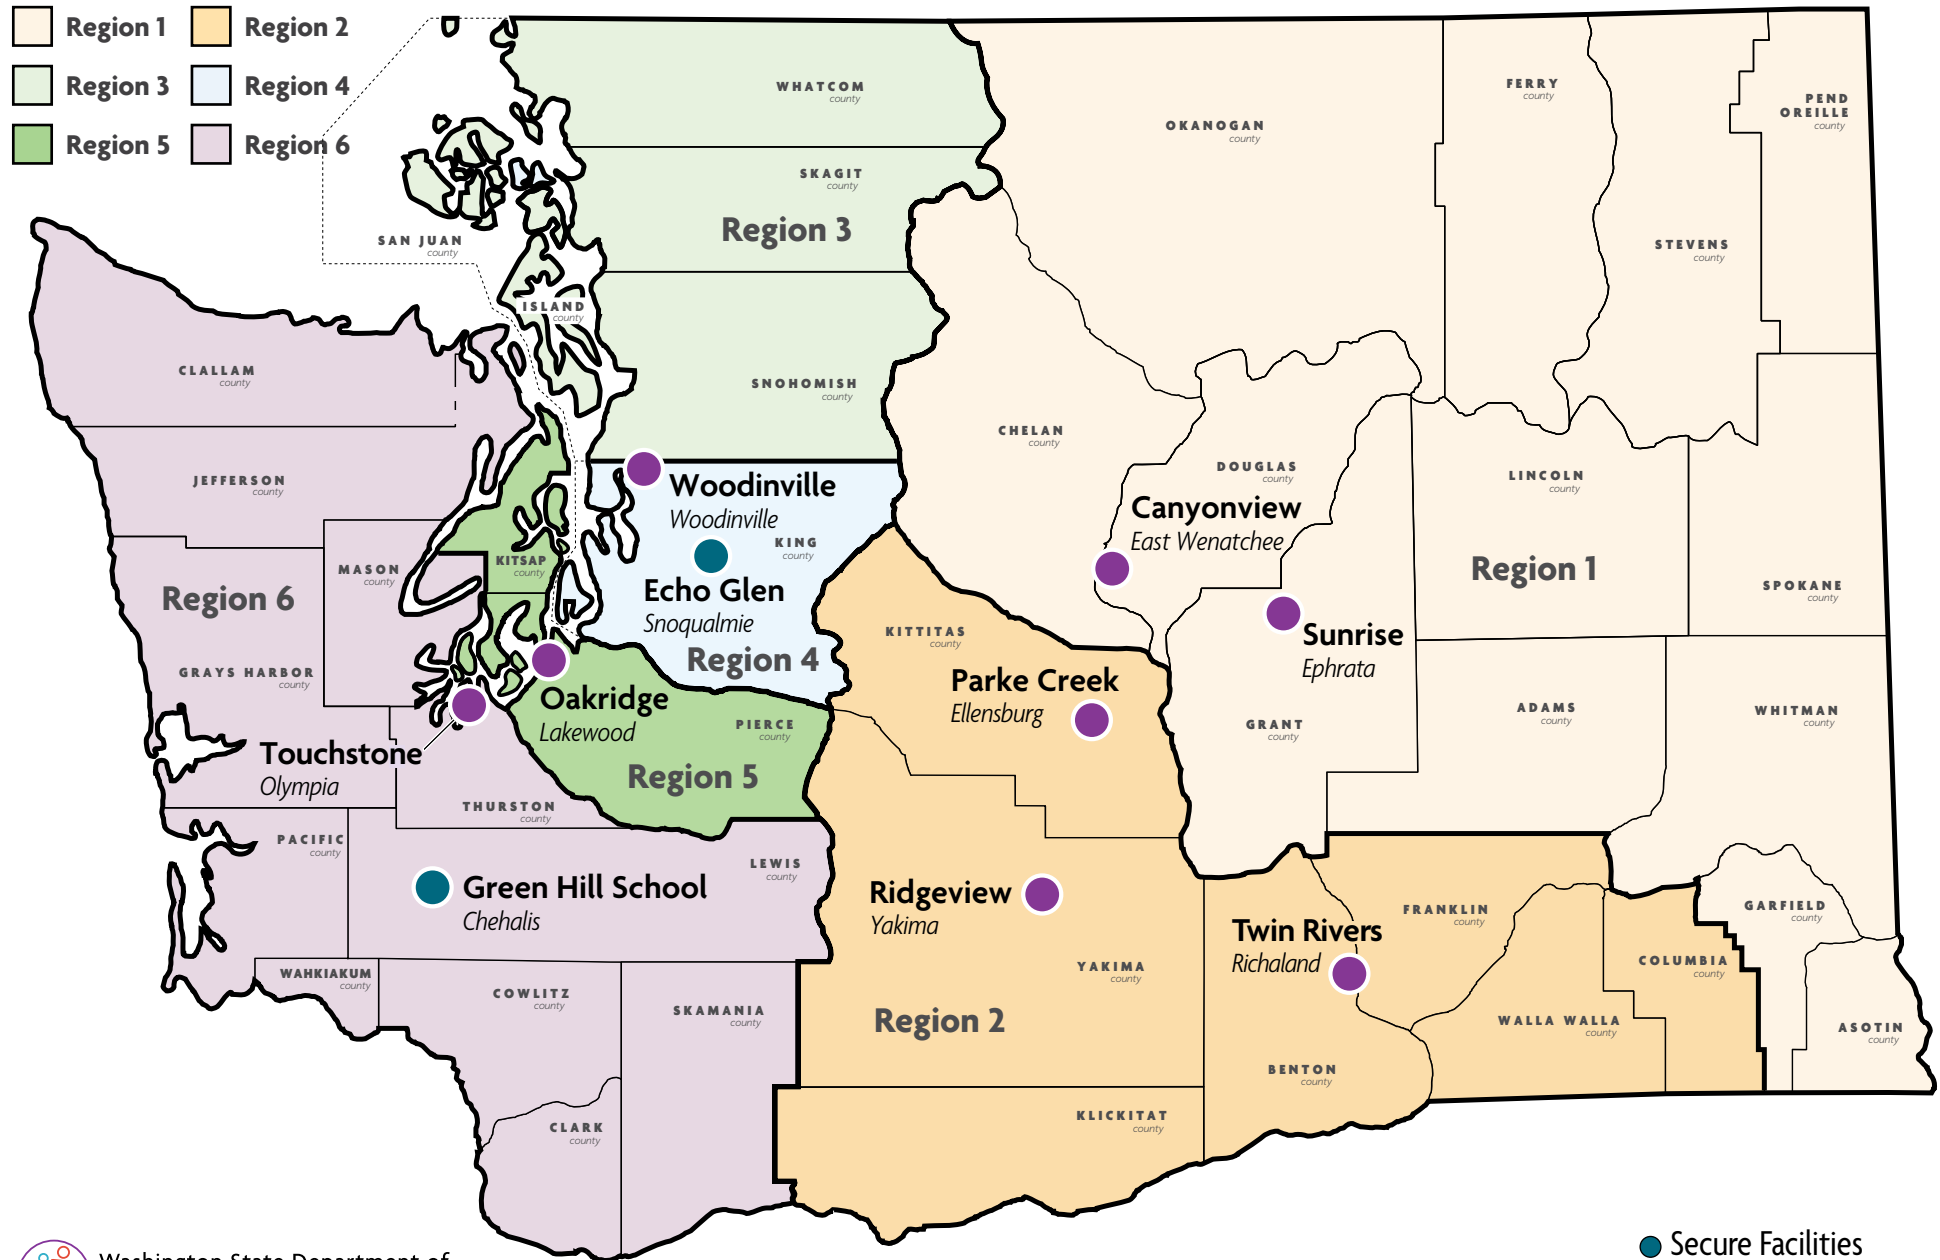 Region 1
Region 2
Region 3
Region 4
Region 5
Region 6
WHATCOM
county
SKAGIT
county
Region 3
SAN JUAN
county
ISLAND
county
SNOHOMISH
county
OKANOGAN
county
FERRY
county
PEND
OREILLE
county
STEVENS
county
CLALLAM
county
JEFFERSON
county
CHELAN
county
DOUGLAS
county
LINCOLN
county
Woodinville
Woodinville
KING
county
Echo Glen
Snoqualmie
Region 4
Canyonview
East Wenatchee
Region 1
SPOKANE
county
MASON
county
KITSAP
county
Region 6
GRAYS HARBOR
county
KITTITAS
county
Parke Creek
Ellensburg
Sunrise
Ephrata
GRANT
county
ADAMS
county
WHITMAN
county
Oakridge
Lakewood
PIERCE
county
Region 5
Touchstone
Olympia
THURSTON
county
PACIFIC
county
LEWIS
county
Green Hill School
Chehalis
Ridgeview
Yakima
YAKIMA
county
Region 2
Twin Rivers
Richaland
FRANKLIN
county
GARFIELD
county
COLUMBIA
county
WALLA WALLA
county
ASOTIN
county
WAHKIAKUM
county
COWLITZ
county
SKAMANIA
county
BENTON
county
KLICKITAT
county
CLARK
county
Washington State Department of
Secure Facilities